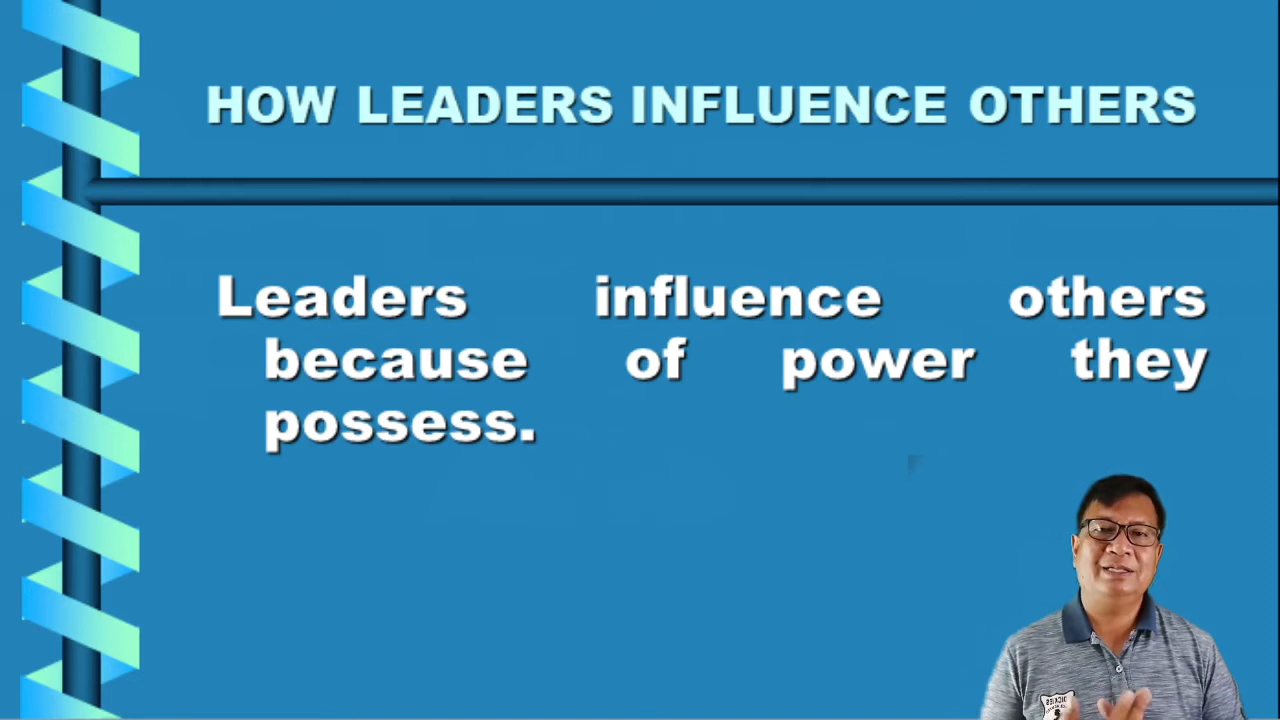 HOW LEADERS INFLUENCE OTHERS
Leaders influence others
because of power they
possess.